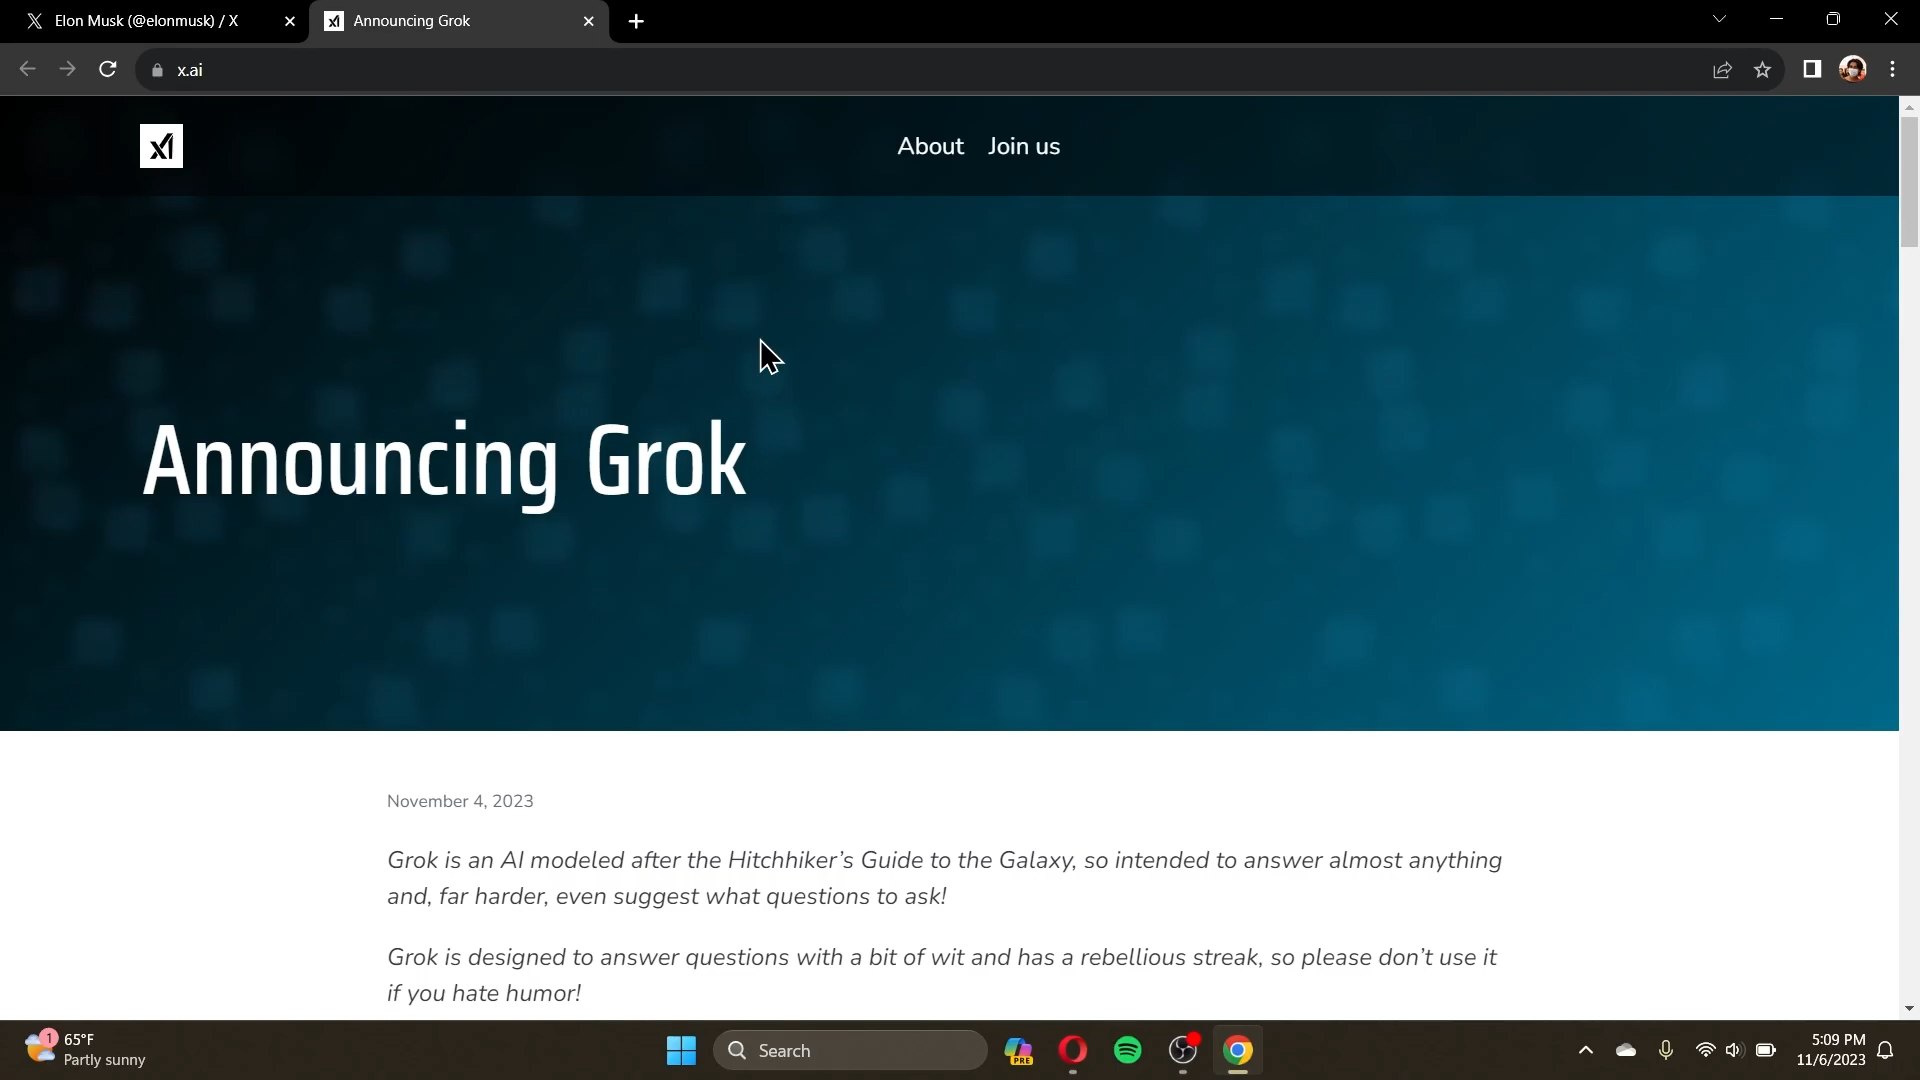 Elon Musk (@elonmusk) / X
Announcing Grok
x.ai
xI
About Join us
Announcing Grok
November 4, 2023
Grok is an AI modeled after the Hitchhiker’s Guide to the Galaxy, so intended to answer almost anything
and, far harder, even suggest what questions to ask!
Grok is designed to answer questions with a bit of wit and has a rebellious streak, so please don’t use it
if you hate humor!
1
65°F
Partly sunny
Search
PRE
5:09 PM
11/6/2023